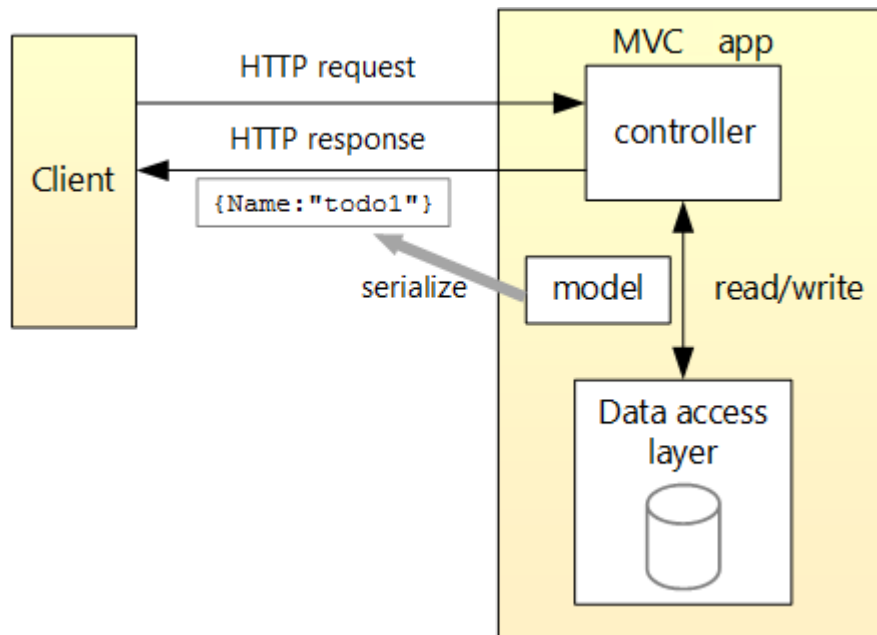 MVC app
HTTP request
controller
HTTP response
Client
{Name:"todo1"}
serialize
model
read/write
Data access
layer